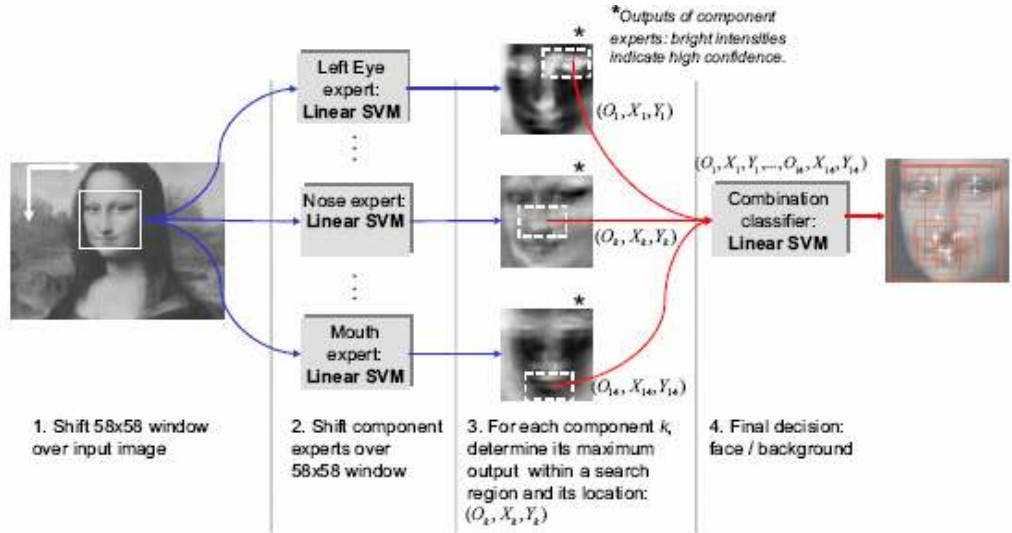 *Outputs of component
experts: bright intensities
indicate high confidence.
*
Left Eye
expert:
Linear SVM
(O₁, X₁, Y₁)
*
Nose expert:
Linear SVM
(Oₖ, Xₖ, Yₖ)
(O₁, X₁, Y₁,..., O₁₄, X₁₄, Y₁₄)
Combination
classifier:
Linear SVM
*
Mouth
expert:
Linear SVM
(O₁₄, X₁₄, Y₁₄)
1. Shift 58x58 window
over input image
2. Shift component
experts over
58x58 window
3. For each component k,
determine its maximum
output within a search
region and its location:
(Oₖ, Xₖ, Yₖ)
4. Final decision:
face / background